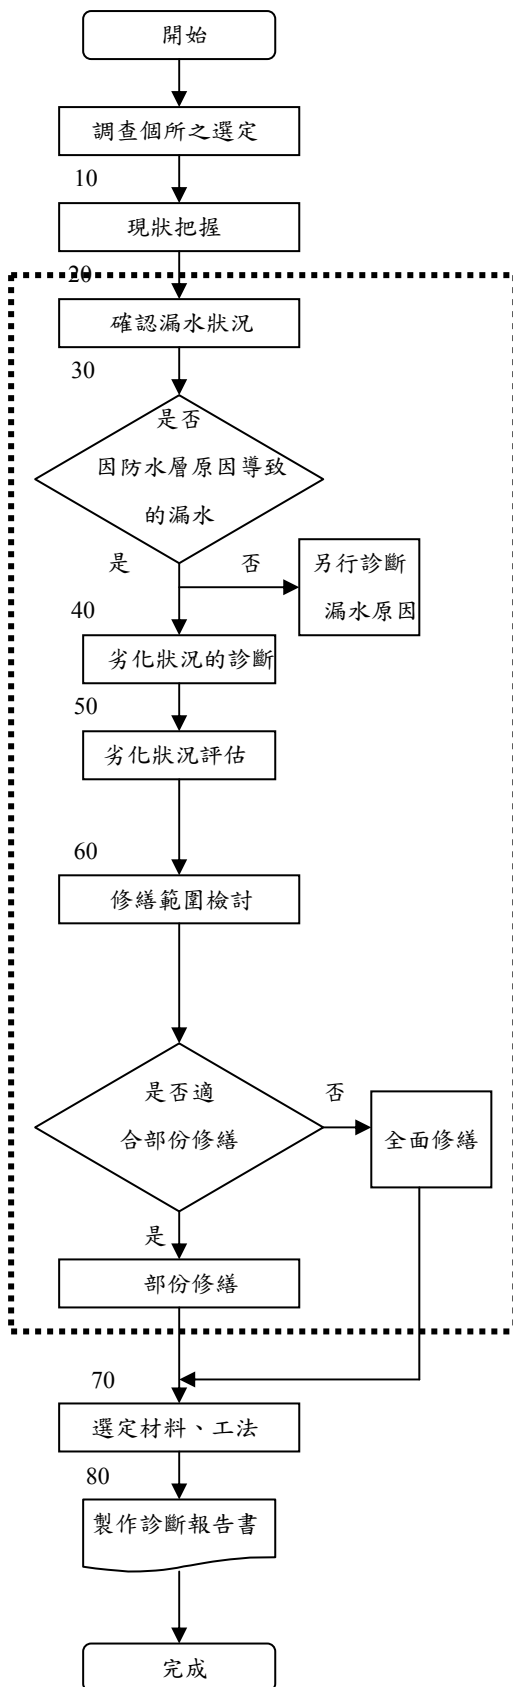 開始
調查個所之選定
10
現狀把握
20
確認漏水狀況
30
是否
因防水層原因導致
的漏水
是
否
另行診斷
漏水原因
40
劣化狀況的診斷
50
劣化狀況評估
60
修繕範圍檢討
是否適
合部份修繕
否
全面修繕
是
部份修繕
70
選定材料、工法
80
製作診斷報告書
完成